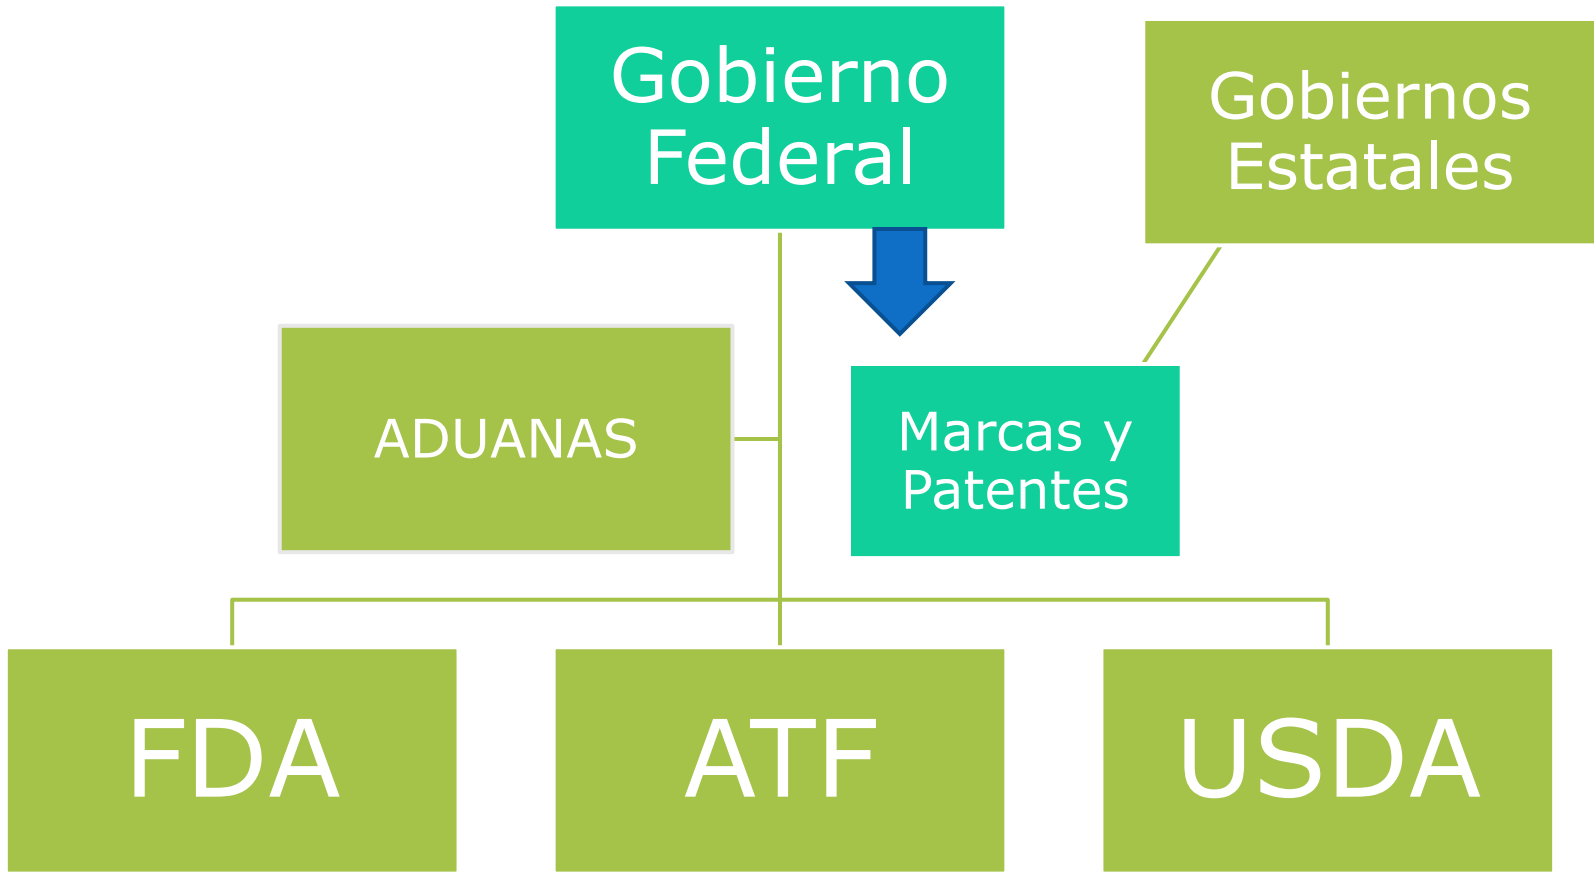 Gobierno
Federal
Gobiernos
Estatales
ADUANAS
Marcas y
Patentes
FDA
ATF
USDA